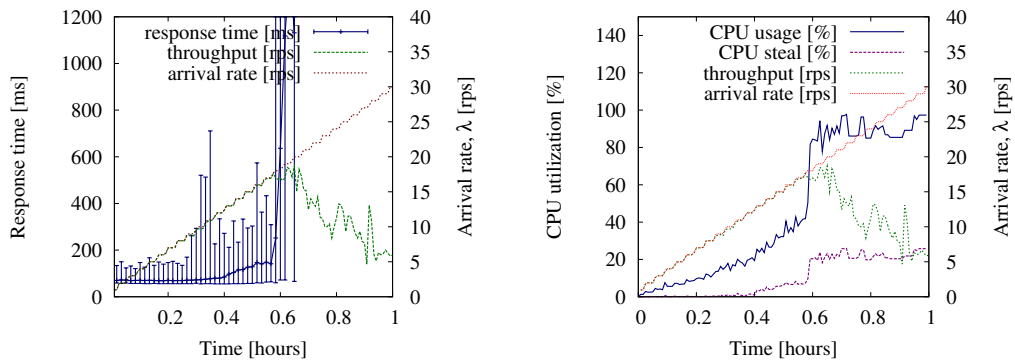 1200
1000
800
600
400
200
0
Response time [ms]
response time [ms]
throughput [rps]
arrival rate [rps]
40
35
30
25
20
15
10
5
0
Arrival rate, λ [rps]
0.2 0.4 0.6 0.8 1
Time [hours]
140
120
100
80
60
40
20
0
CPU utilization [%]
CPU usage [%]
CPU steal [%]
throughput [rps]
arrival rate [rps]
40
35
30
25
20
15
10
5
0
Arrival rate, λ [rps]
0 0.2 0.4 0.6 0.8 1
Time [hours]